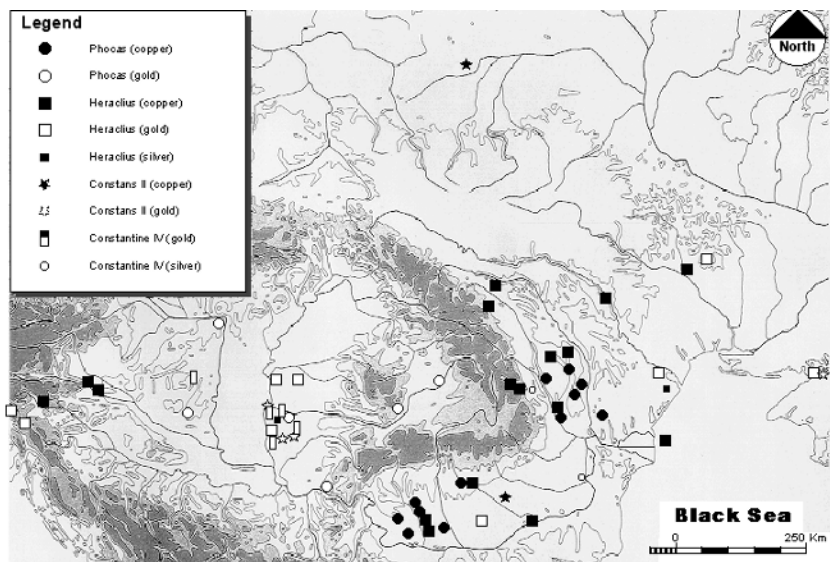 Legend
Phocas (copper)
Phocas (gold)
Heraclius (copper)
Heraclius (gold)
Heraclius (silver)
Constans II (copper)
Constans II (gold)
Constantine IV (gold)
Constantine IV (silver)
North
Black Sea
0 250 Km